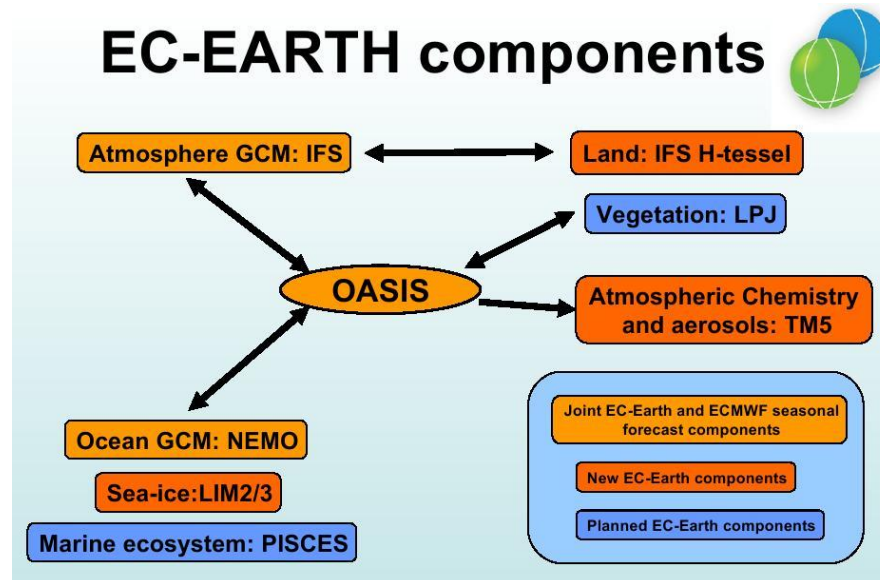 EC-EARTH components
Atmosphere GCM: IFS
Land: IFS H-tessel
Vegetation: LPJ
OASIS
Atmospheric Chemistry
and aerosols: TM5
Ocean GCM: NEMO
Sea-ice:LIM2/3
Marine ecosystem: PISCES
Joint EC-Earth and ECMWF seasonal
forecast components
New EC-Earth components
Planned EC-Earth components